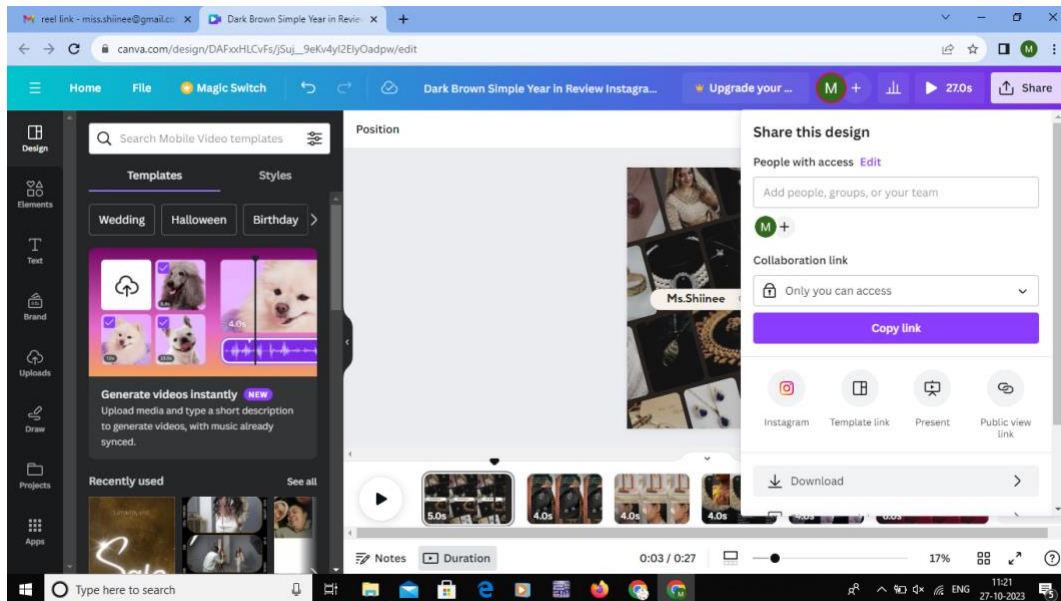 reel link - miss.shiinee@gmail.co
Dark Brown Simple Year in Revie
canva.com/design/DAFxxHLCvFs/jSuj__9eKv4yI2ElyOadpw/edit
M
Home File Magic Switch Dark Brown Simple Year in Review Instagra... Upgrade your ... M + 27.0s Share
Design
Elements
Text
Brand
Uploads
Draw
Projects
Apps
Search Mobile Video templates
Templates Styles
Wedding Halloween Birthday
4.0s
Generate videos instantly NEW
Upload media and type a short description
to generate videos, with music already
synced.
Recently used See all
Sale
Position
Ms.Shiinee
Share this design
People with access Edit
Add people, groups, or your team
M +
Collaboration link
Only you can access
Copy link
Instagram Template link Present Public view
link
Download
5.0s 4.0s 4.0s 4.0s
Notes Duration 0:03 / 0:27 17%
Type here to search ENG 11:21
27-10-2023